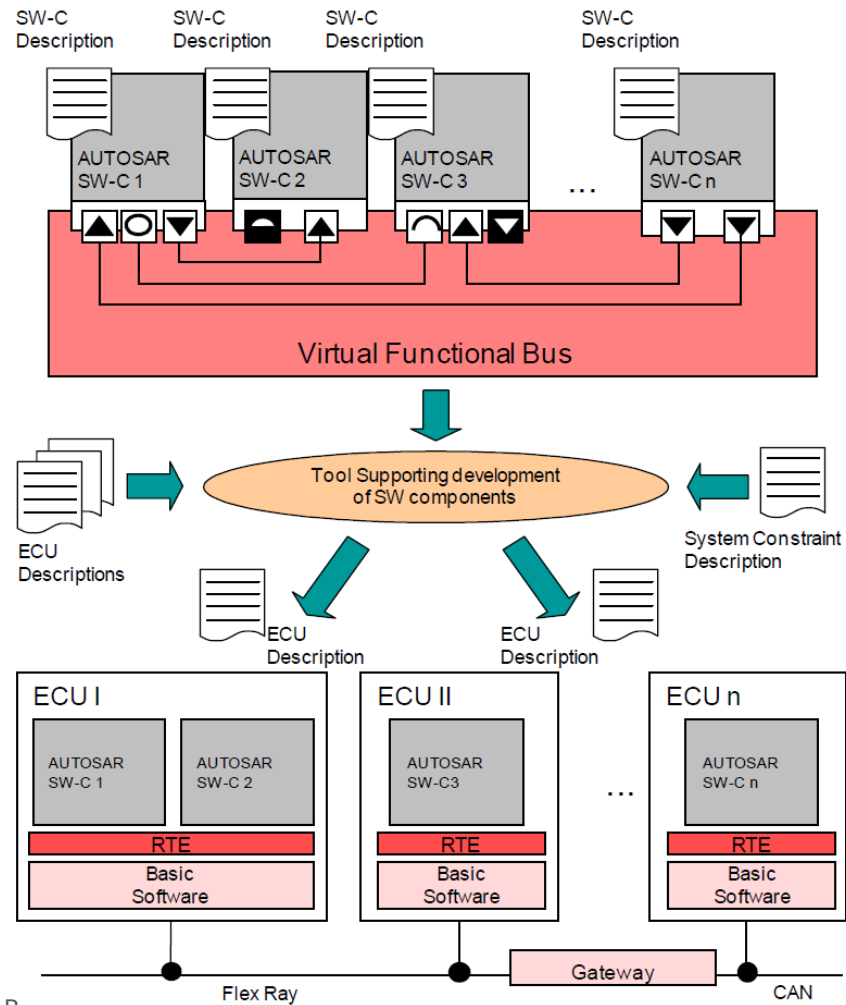 SW-C
Description
SW-C
Description
SW-C
Description
SW-C
Description
AUTOSAR
SW-C 1
AUTOSAR
SW-C 2
AUTOSAR
SW-C 3
...
AUTOSAR
SW-C n
Virtual Functional Bus
Tool Supporting development
of SW components
ECU
Descriptions
System Constraint
Description
ECU
Description
ECU
Description
ECU I
AUTOSAR
SW-C 1
AUTOSAR
SW-C 2
RTE
Basic
Software
ECU II
AUTOSAR
SW-C3
RTE
Basic
Software
...
ECU n
AUTOSAR
SW-C n
RTE
Basic
Software
Gateway
Flex Ray
CAN